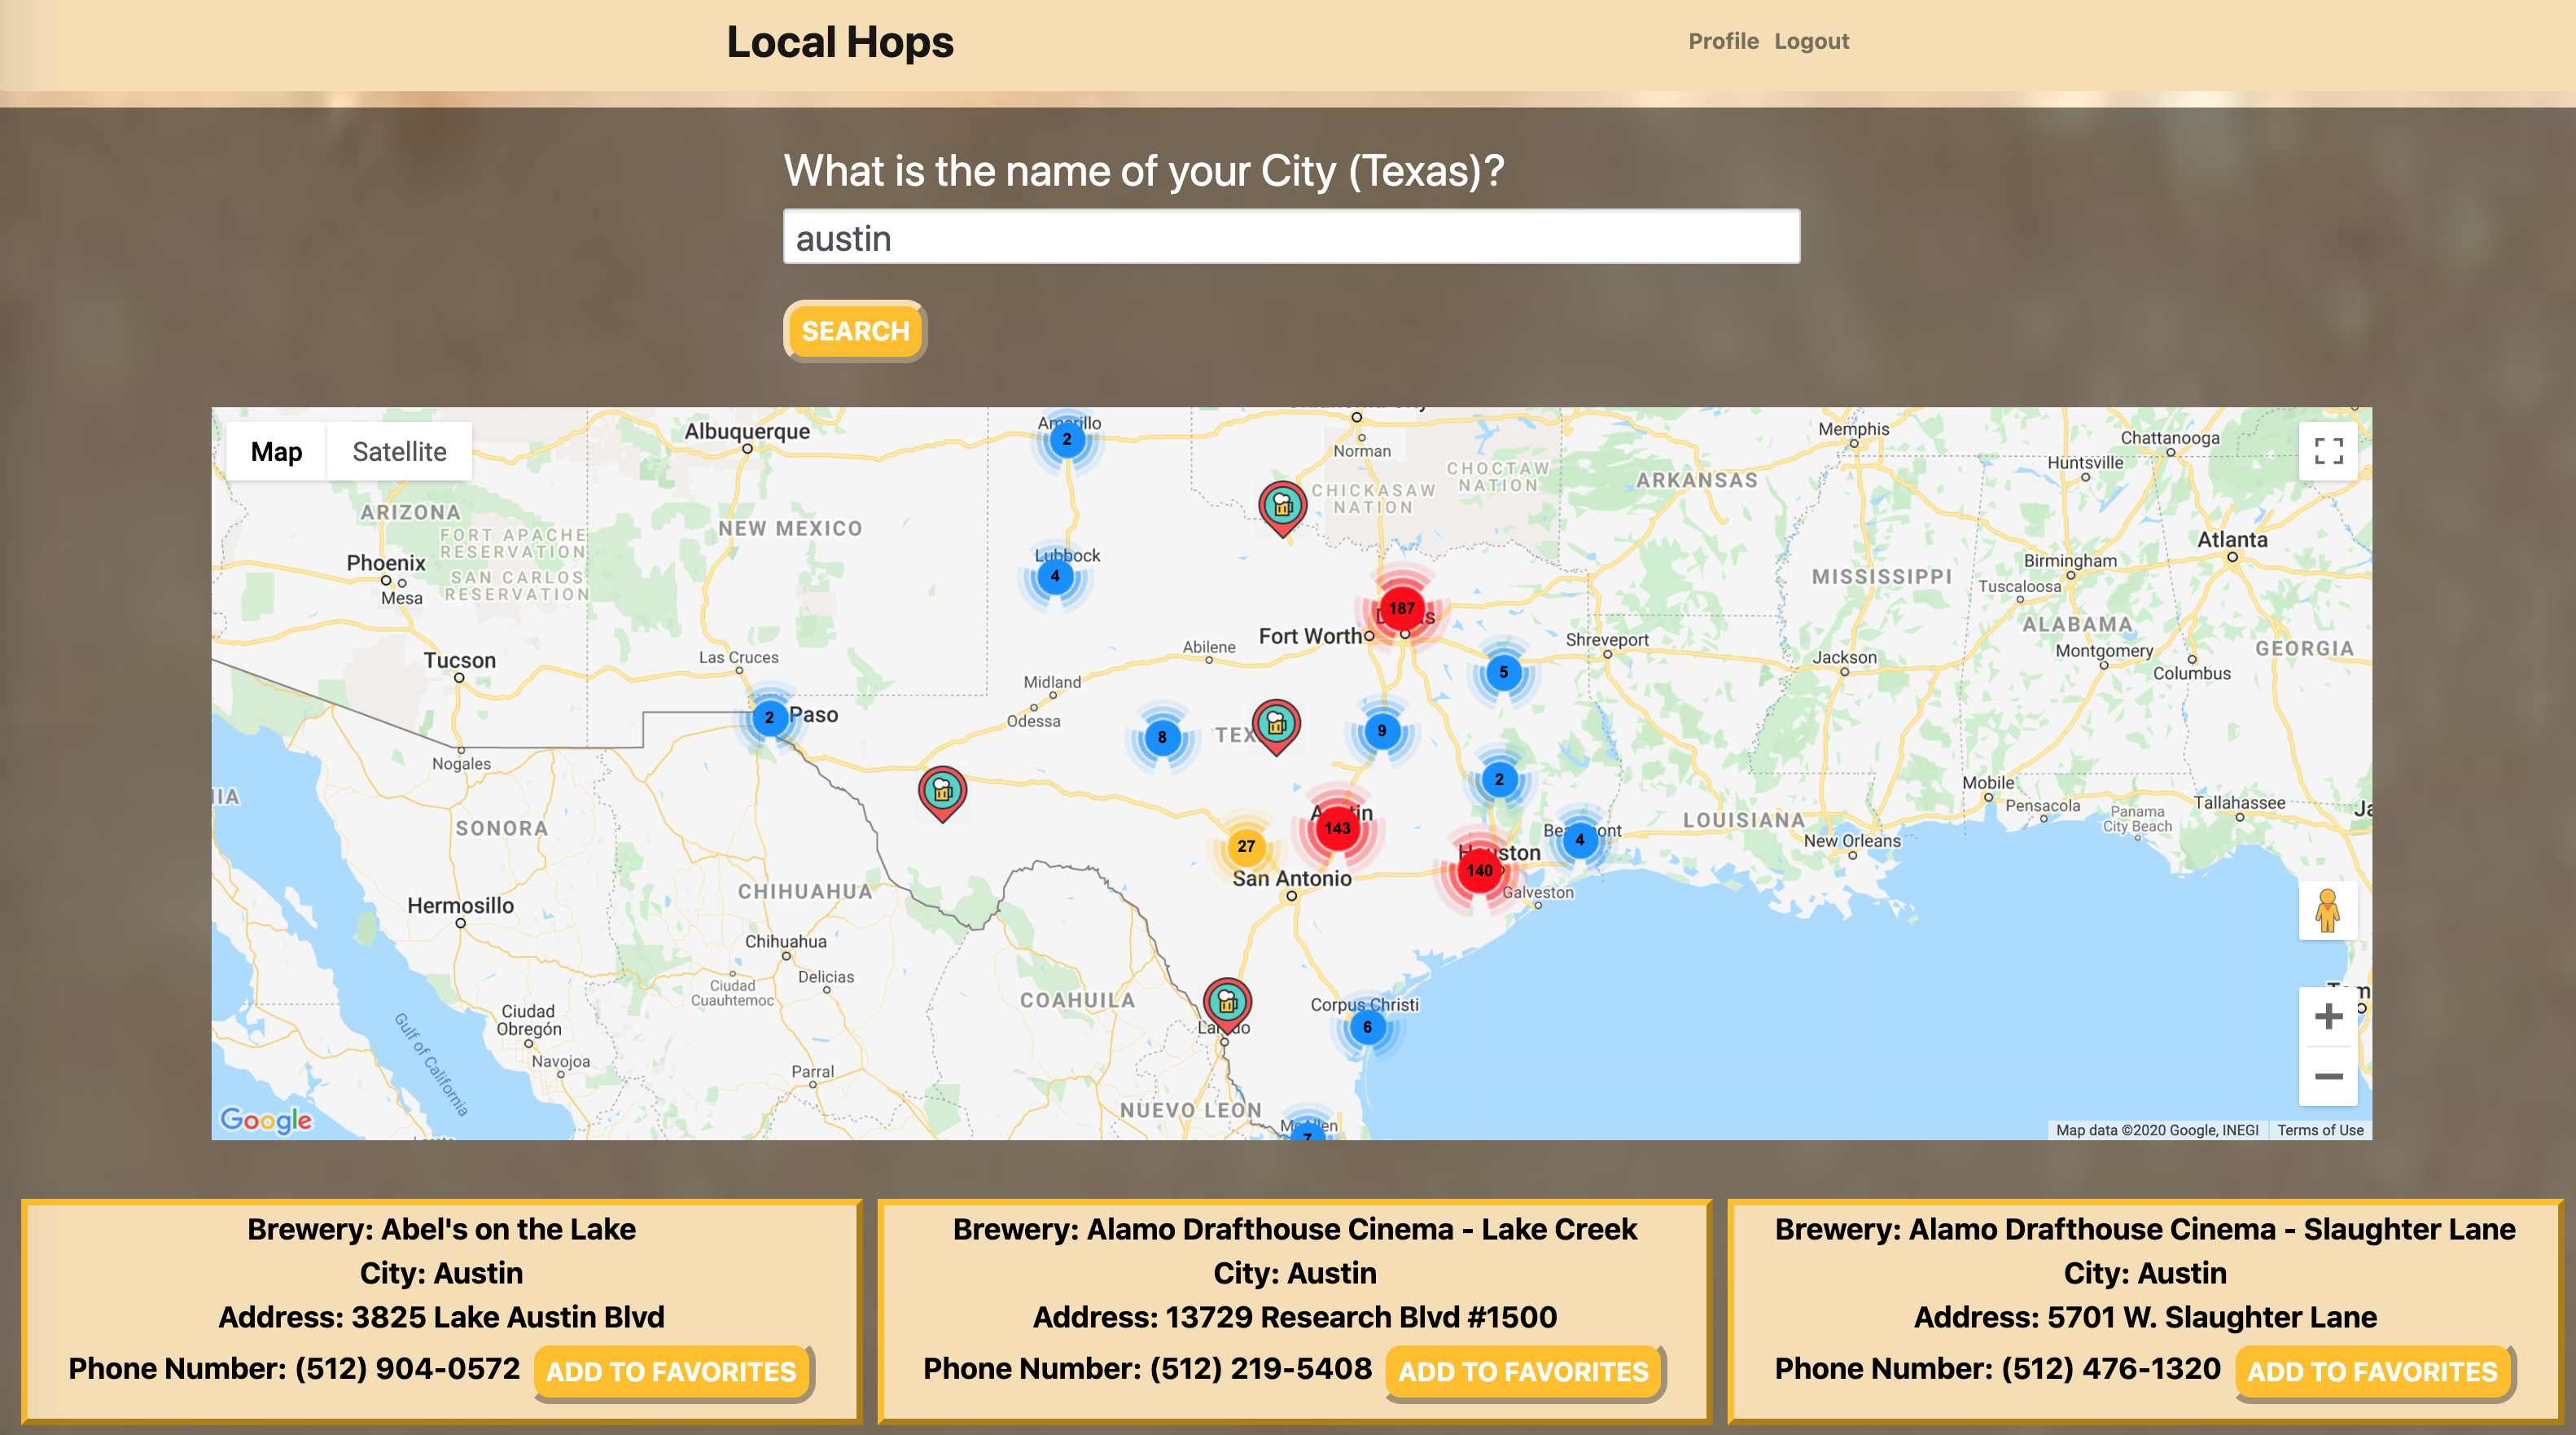 Local Hops
Profile Logout
What is the name of your City (Texas)?
austin
SEARCH
Map Satellite
Albuquerque
2
Norman
CHOCTAW
NATION
CHICKASAW
NATION
ARKANSAS
Memphis
Chattanooga
Huntsville
ARIZONA
FORT APACHE
RESERVATION
SAN CARLOS
RESERVATION
NEW MEXICO
Phoenix
Mesa
Lubbock
4
Atlanta
Birmingham
Tuscaloosa
MISSISSIPPI
ALABAMA
GEORGIA
187
Fort Worth
Abilene
Shreveport
Jackson
Montgomery
Columbus
Tucson
Las Cruces
Midland
Odessa
5
2
Paso
8
9
Nogales
2
Mobile
Pensacola
Panama
City Beach
Tallahassee
SONORA
143
27
San Antonio
140
Galveston
4
LOUISIANA
New Orleans
CHIHUAHUA
Hermosillo
Chihuahua
Delicias
Ciudad
Cuauhtemoc
COAHUILA
Corpus Christi
6
Ciudad
Obregón
Navojoa
Gulf of California
Parral
NUEVO LEON
7
Google
Map data ©2020 Google, INEGI Terms of Use
Brewery: Abel's on the Lake
City: Austin
Address: 3825 Lake Austin Blvd
Phone Number: (512) 904-0572 ADD TO FAVORITES
Brewery: Alamo Drafthouse Cinema - Lake Creek
City: Austin
Address: 13729 Research Blvd #1500
Phone Number: (512) 219-5408 ADD TO FAVORITES
Brewery: Alamo Drafthouse Cinema - Slaughter Lane
City: Austin
Address: 5701 W. Slaughter Lane
Phone Number: (512) 476-1320 ADD TO FAVORITES